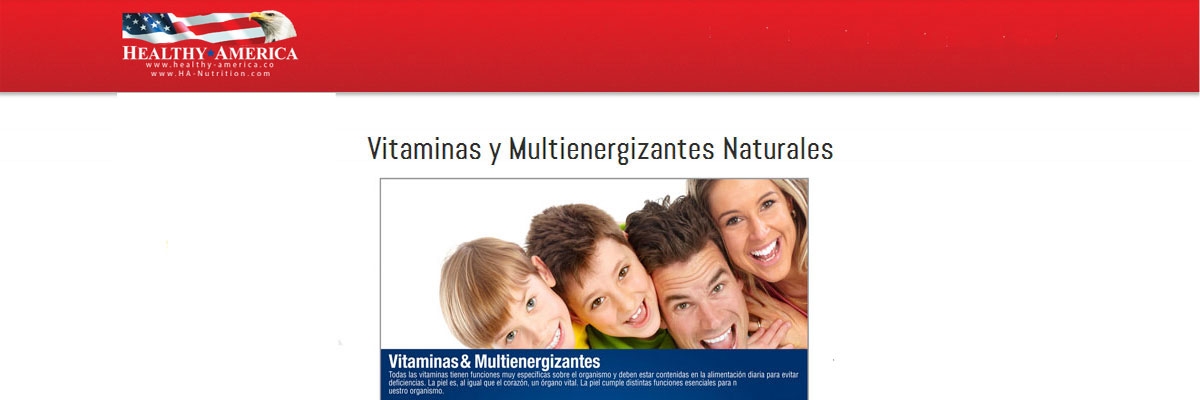 HEALTHY AMERICA
www.healthy-america.co
www.HA-Nutrition.com
Vitaminas y Multienergizantes Naturales
Vitaminas & Multienergizantes
Todas las vitaminas tienen funciones muy específicas sobre el organismo y deben estar contenidas en la alimentación diaria para evitar
deficiencias. La piel es, al igual que el corazón, un órgano vital. La piel cumple distintas funciones esenciales para n
uestro organismo.